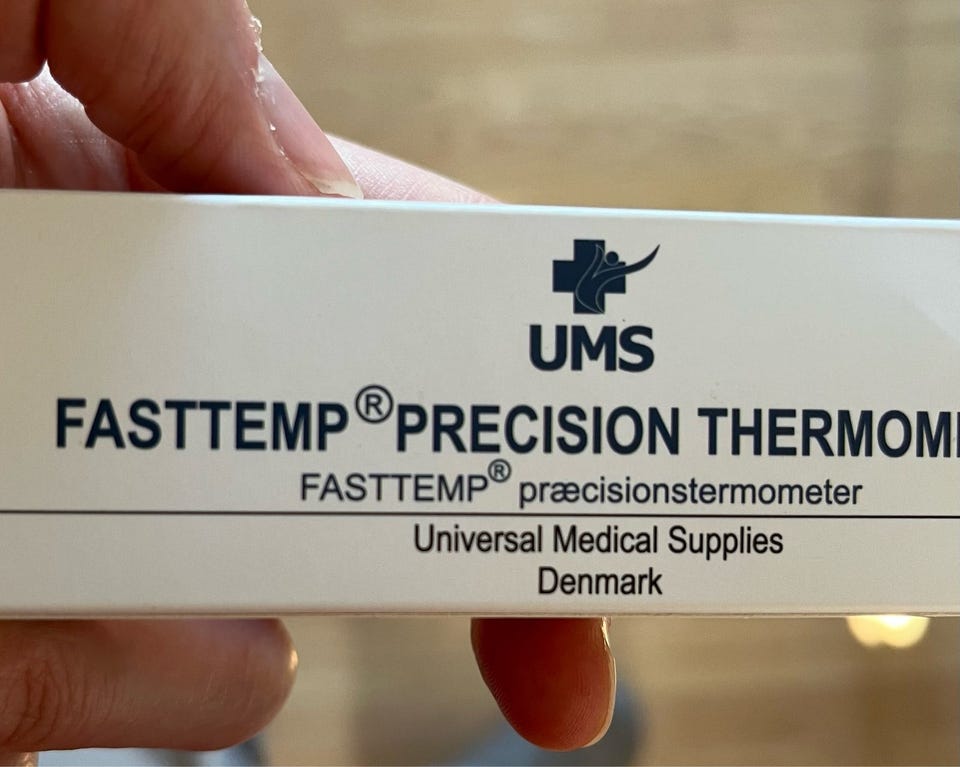 UMS
FASTTEMP® PRECISION THERMOM
FASTTEMP® præcisionstermometer
Universal Medical Supplies
Denmark